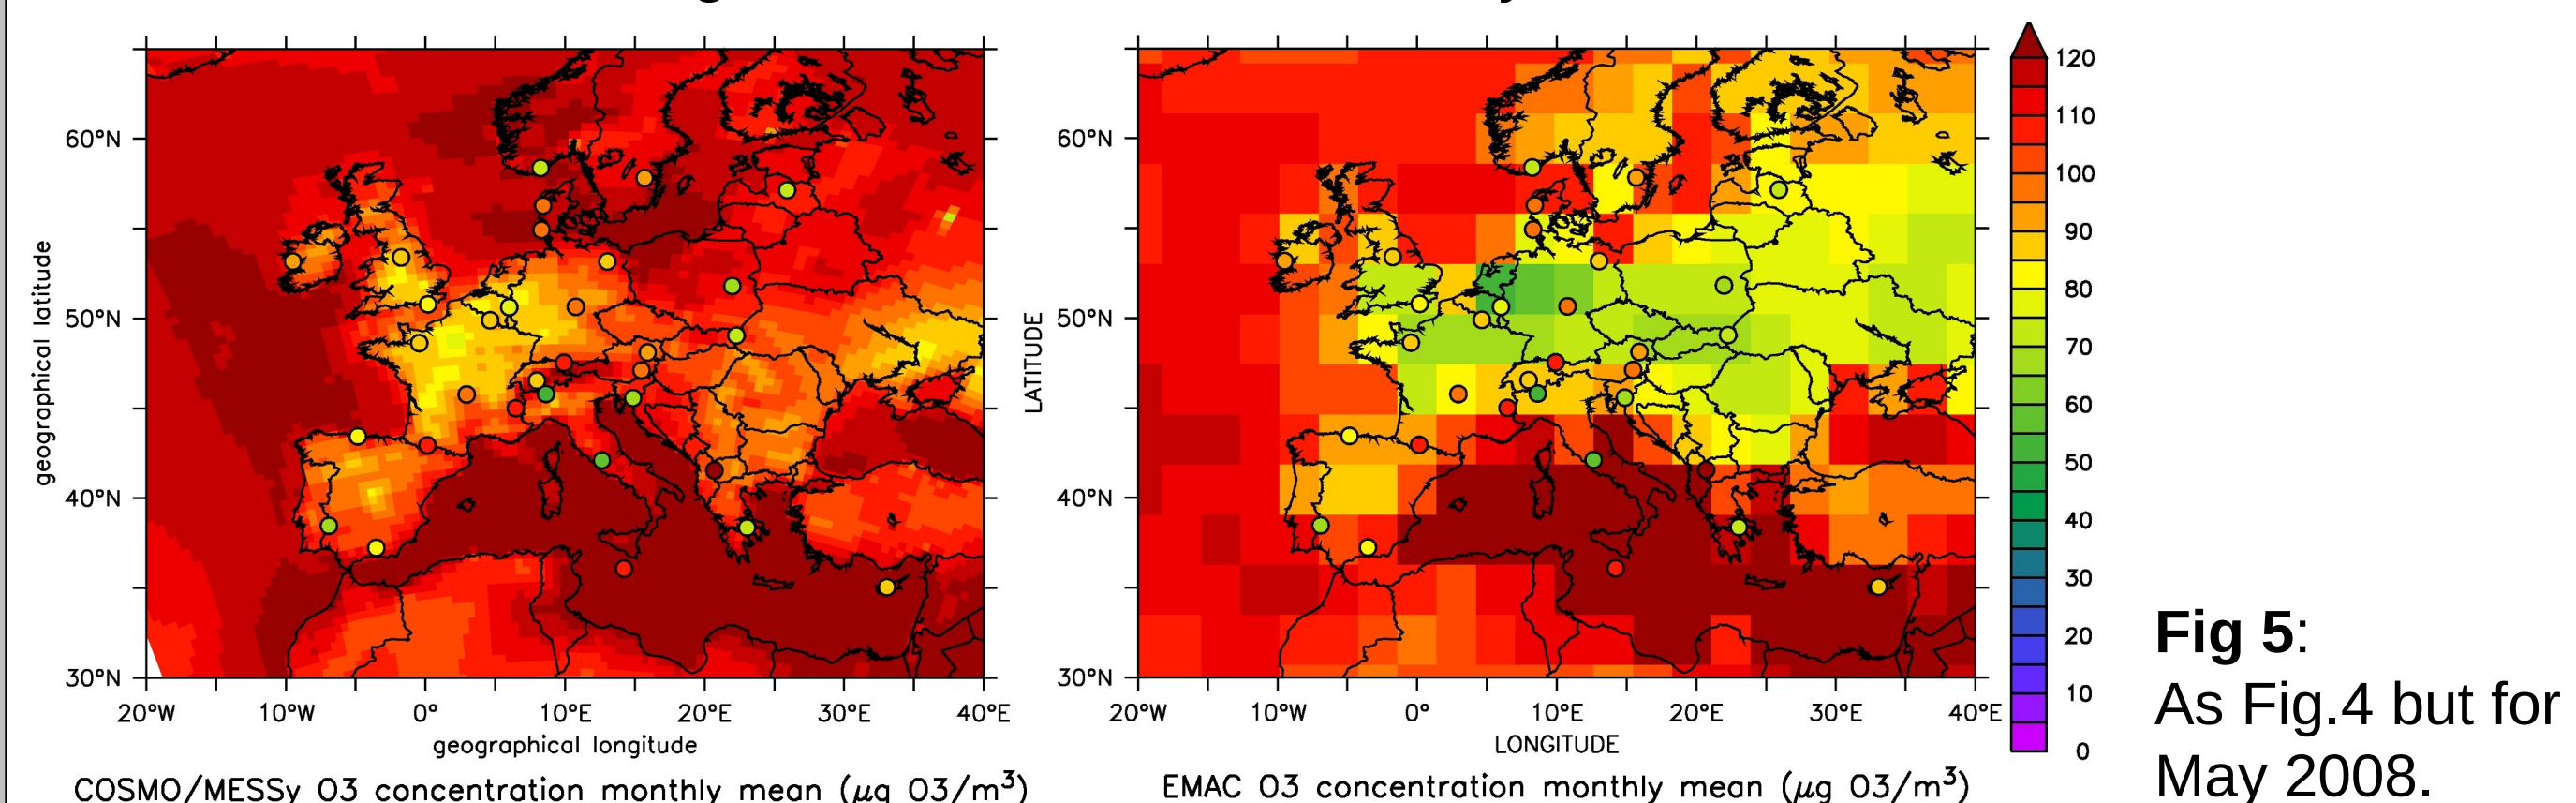 60°N
50°N
40°N
30°N
geographical latitude
20°W 10°W 0° 10°E 20°E 30°E 40°E
geographical longitude
COSMO/MESSy O3 concentration monthly mean (µg O3/m³)
60°N
50°N
40°N
30°N
LATITUDE
20°W 10°W 0° 10°E 20°E 30°E 40°E
LONGITUDE
EMAC O3 concentration monthly mean (µg O3/m³)
120
110
100
90
80
70
60
50
40
30
20
10
0
Fig 5:
As Fig.4 but for
May 2008.